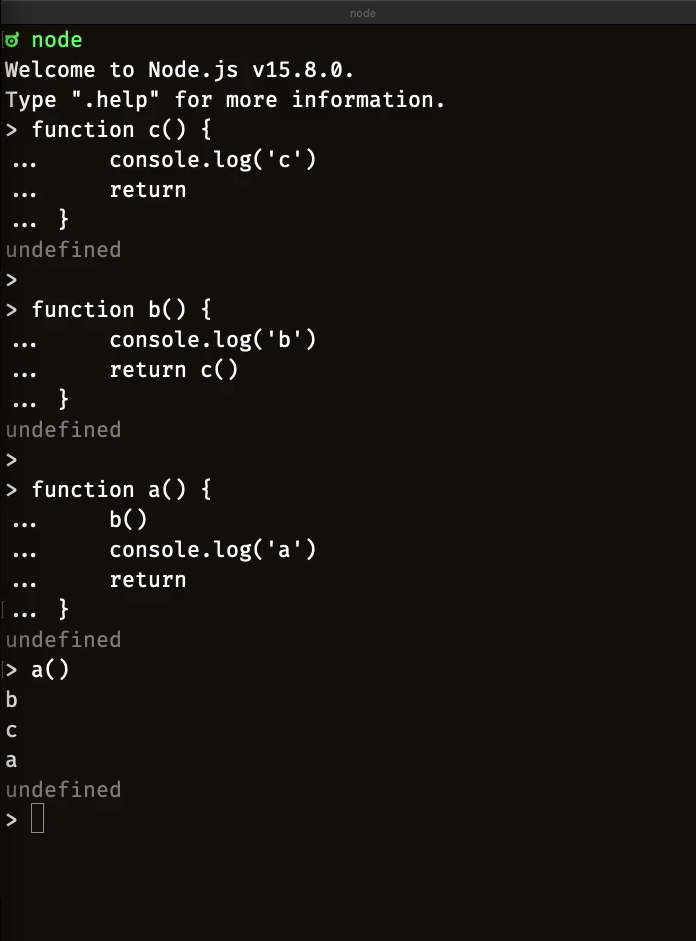 node
node
Welcome to Node.js v15.8.0.
Type ".help" for more information.
> function c() {
...     console.log('c')
...     return
... }
undefined
>
> function b() {
...     console.log('b')
...     return c()
... }
undefined
>
> function a() {
...     b()
...     console.log('a')
...     return
... }
undefined
> a()
b
c
a
undefined
>